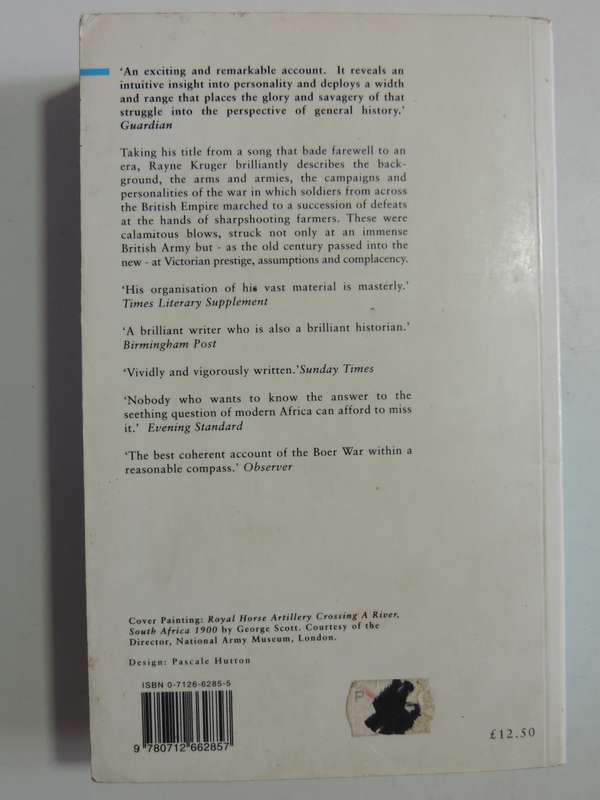 'An exciting and remarkable account. It reveals an
intuitive insight into personality and deploys a width
and range that places the glory and savagery of that
struggle into the perspective of general history.'
Guardian
Taking his title from a song that bade farewell to an
era, Rayne Kruger brilliantly describes the back-
ground, the arms and armies, the campaigns and
personalities of the war in which soldiers from across
the British Empire marched to a succession of defeats
at the hands of sharpshooting farmers. These were
calamitous blows, struck not only at an immense
British Army but - as the old century passed into the
new - at Victorian prestige, assumptions and complacency.
'His organisation of his vast material is masterly.'
Times Literary Supplement
'A brilliant writer who is also a brilliant historian.'
Birmingham Post
'Vividly and vigorously written.'Sunday Times
'Nobody who wants to know the answer to the
seething question of modern Africa can afford to miss
it.' Evening Standard
'The best coherent account of the Boer War within a
reasonable compass.' Observer
Cover Painting: Royal Horse Artillery Crossing A River,
South Africa 1900 by George Scott. Courtesy of the
Director, National Army Museum, London.
Design: Pascale Hutton
ISBN 0-7126-6285-5
9 780712 662857
P
£12.50